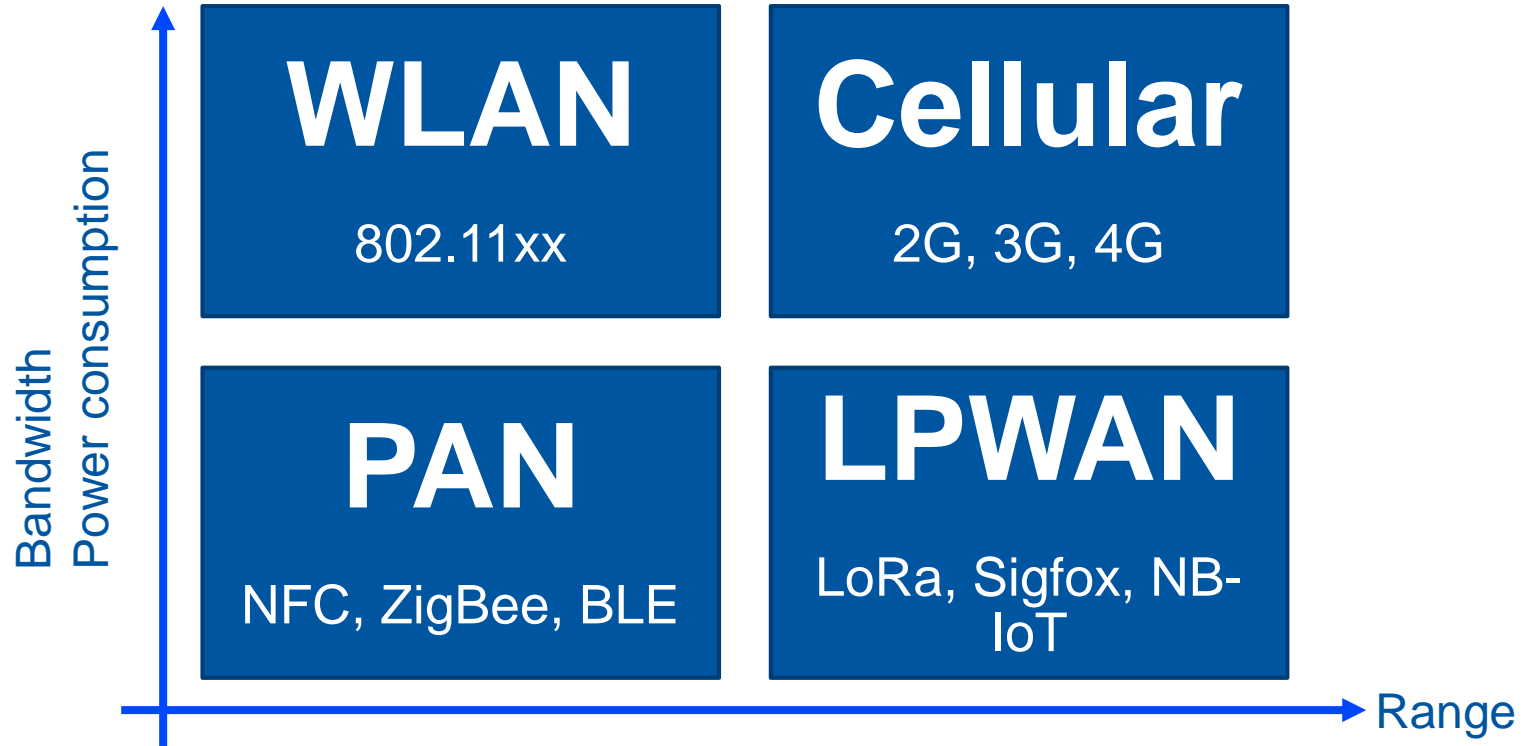 Bandwidth
Power consumption
WLAN
802.11xx
Cellular
2G, 3G, 4G
PAN
NFC, ZigBee, BLE
LPWAN
LoRa, Sigfox, NB-
IoT
Range